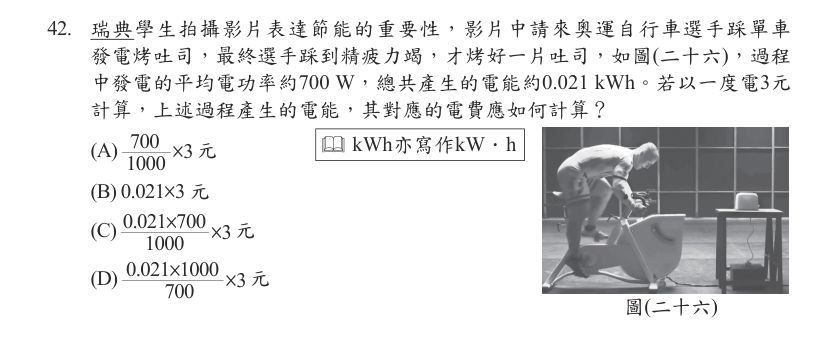 42. 瑞典學生拍攝影片表達節能的重要性，影片中請來奧運自行車選手踩單車
發電烤吐司，最終選手踩到精疲力竭，才烤好一片吐司，如圖(二十六)，過程
中發電的平均電功率約700 W，總共產生的電能約0.021 kWh。若以一度電3元
計算，上述過程產生的電能，其對應的電費應如何計算？
(A) 700/1000 ×3 元
(B) 0.021×3 元
(C) 0.021×700/1000 ×3 元
(D) 0.021×1000/700 ×3 元
kWh亦寫作kW·h
圖(二十六)